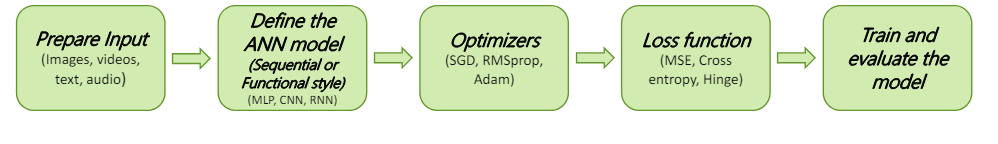 Prepare Input
(Images, videos,
text, audio)
Define the
ANN model
(Sequential or
Functional style)
(MLP, CNN, RNN)
Optimizers
(SGD, RMSprop,
Adam)
Loss function
(MSE, Cross
entropy, Hinge)
Train and
evaluate the
model